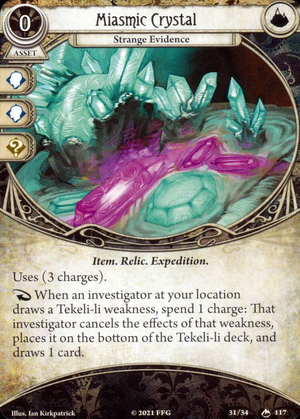 0
Miasmic Crystal
ASSET
Strange Evidence
?
Item. Relic. Expedition.
Uses (3 charges).
When an investigator at your location
draws a Tekeli-li weakness, spend 1 charge: That
investigator cancels the effects of that weakness,
places it on the bottom of the Tekeli-li deck, and
draws 1 card.
Illus. Ian Kirkpatrick
© 2021 FFG
31/34
117